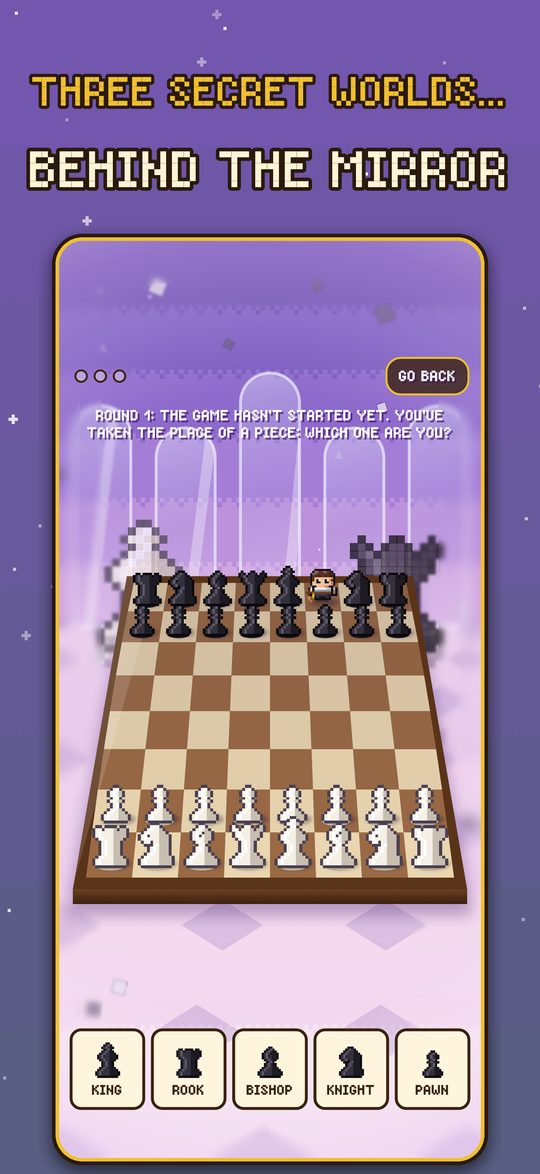 THREE SECRET WORLDS...
BEHIND THE MIRROR
GO BACK
ROUND 1: THE GAME HASN'T STARTED YET. YOU'VE
TAKEN THE PLACE OF A PIECE: WHICH ONE ARE YOU?
KING
ROOK
BISHOP
KNIGHT
PAWN